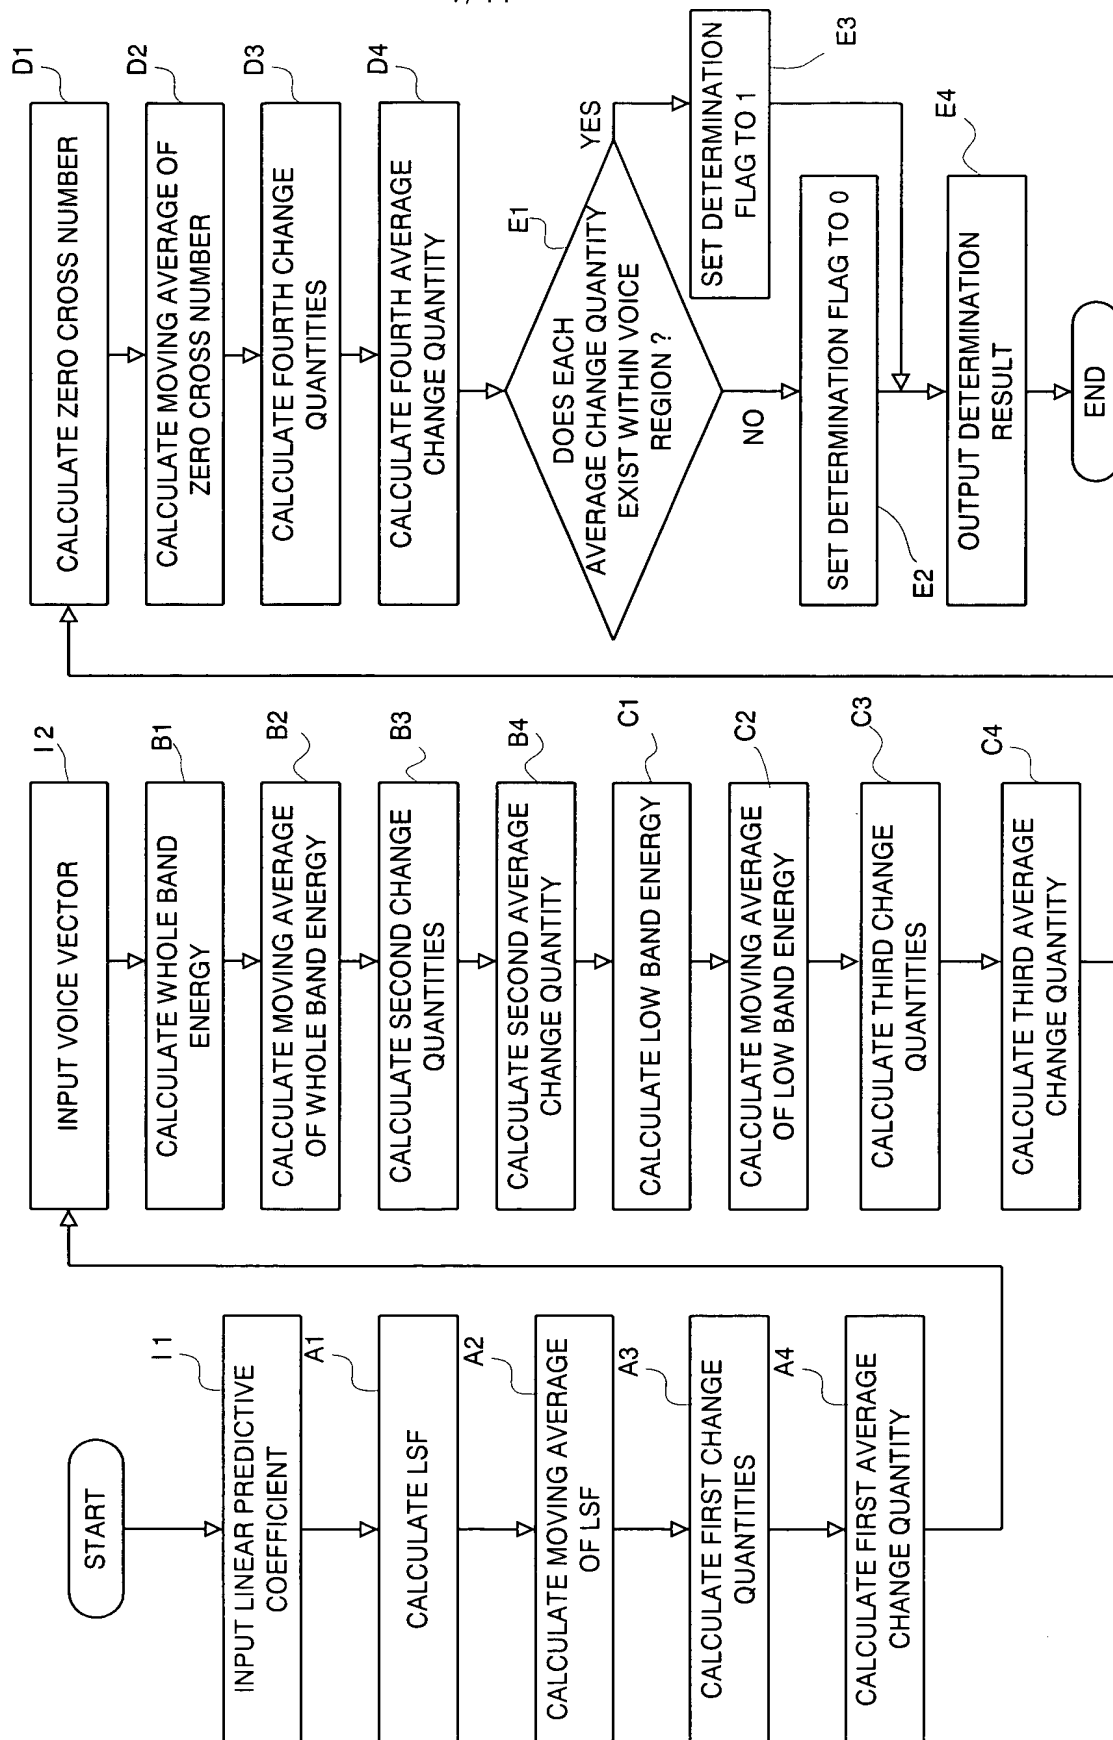 START
I1
INPUT LINEAR PREDICTIVE
COEFFICIENT
A1
CALCULATE LSF
A2
CALCULATE MOVING AVERAGE
OF LSF
A3
CALCULATE FIRST CHANGE
QUANTITIES
A4
CALCULATE FIRST AVERAGE
CHANGE QUANTITY
I2
INPUT VOICE VECTOR
B1
CALCULATE WHOLE BAND
ENERGY
B2
CALCULATE MOVING AVERAGE
OF WHOLE BAND ENERGY
B3
CALCULATE SECOND CHANGE
QUANTITIES
B4
CALCULATE SECOND AVERAGE
CHANGE QUANTITY
C1
CALCULATE LOW BAND ENERGY
C2
CALCULATE MOVING AVERAGE
OF LOW BAND ENERGY
C3
CALCULATE THIRD CHANGE
QUANTITIES
C4
CALCULATE THIRD AVERAGE
CHANGE QUANTITY
D1
CALCULATE ZERO CROSS NUMBER
D2
CALCULATE MOVING AVERAGE OF
ZERO CROSS NUMBER
D3
CALCULATE FOURTH CHANGE
QUANTITIES
D4
CALCULATE FOURTH AVERAGE
CHANGE QUANTITY
E1
DOES EACH
AVERAGE CHANGE QUANTITY
EXIST WITHIN VOICE
REGION ?
YES
NO
E3
SET DETERMINATION
FLAG TO 1
SET DETERMINATION FLAG TO 0
E2
E4
OUTPUT DETERMINATION
RESULT
END